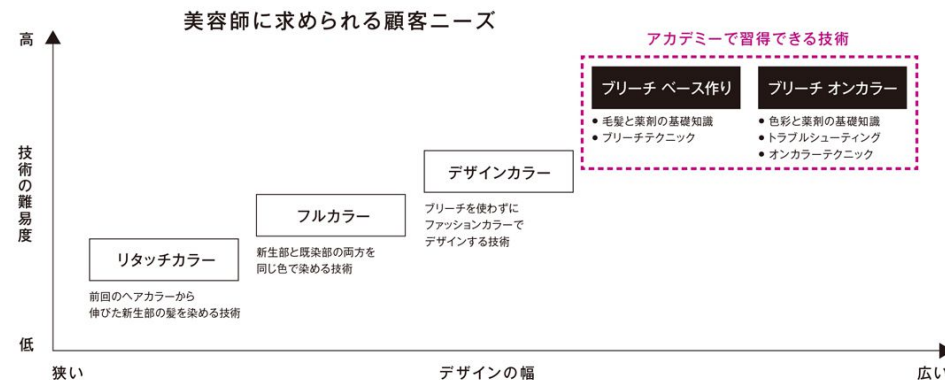 美容師に求められる顧客ニーズ
高
アカデミーで習得できる技術
ブリーチ ベース作り
● 毛髪と薬剤の基礎知識
● ブリーチテクニック
ブリーチ オンカラー
● 色彩と薬剤の基礎知識
● トラブルシューティング
● オンカラーテクニック
技術の難易度
デザインカラー
ブリーチを使わずに
ファッションカラーで
デザインする技術
フルカラー
新生部と既染部の両方を
同じ色で染める技術
リタッチカラー
前回のヘアカラーから
伸びた新生部の髪を染める技術
低
狭い
デザインの幅
広い